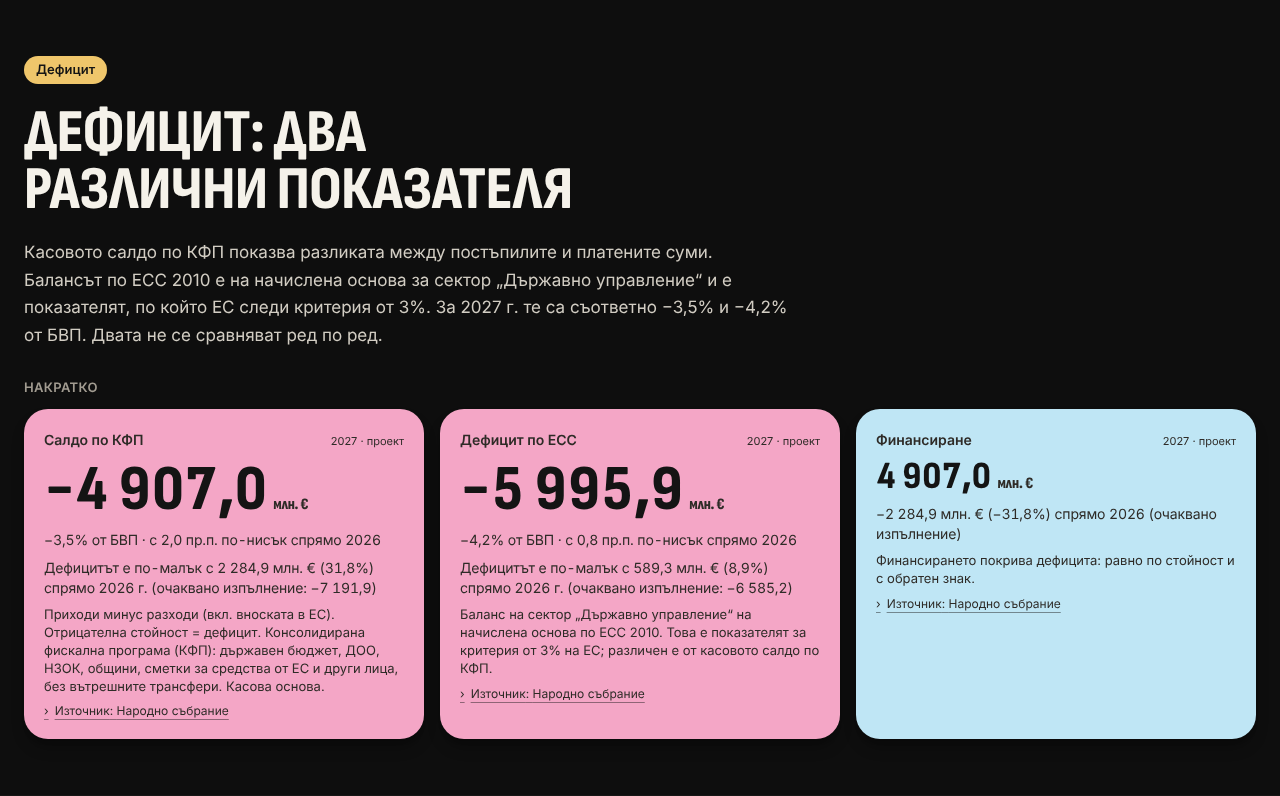 Дефицит
ДЕФИЦИТ: ДВА
РАЗЛИЧНИ ПОКАЗАТЕЛЯ
Касовото салдо по КФП показва разликата между постъпилите и платените суми.
Балансът по ЕСС 2010 е на начислена основа за сектор „Държавно управление“ и е
показателят, по който ЕС следи критерия от 3%. За 2027 г. те са съответно −3,5% и −4,2%
от БВП. Двата не се сравняват ред по ред.
НАКРАТКО
Салдо по КФП
2027 · проект
−4 907,0 млн. €
−3,5% от БВП · с 2,0 пр.п. по-нисък спрямо 2026
Дефицитът е по-малък с 2 284,9 млн. € (31,8%)
спрямо 2026 г. (очаквано изпълнение: −7 191,9)
Приходи минус разходи (вкл. вноската в ЕС).
Отрицателна стойност = дефицит. Консолидирана
фискална програма (КФП): държавен бюджет, ДОО,
НЗОК, общини, сметки за средства от ЕС и други лица,
без вътрешните трансфери. Касова основа.
› Източник: Народно събрание
Дефицит по ЕСС
2027 · проект
−5 995,9 млн. €
−4,2% от БВП · с 0,8 пр.п. по-нисък спрямо 2026
Дефицитът е по-малък с 589,3 млн. € (8,9%)
спрямо 2026 г. (очаквано изпълнение: −6 585,2)
Баланс на сектор „Държавно управление“ на
начислена основа по ЕСС 2010. Това е показателят за
критерия от 3% на ЕС; различен е от касовото салдо по
КФП.
› Източник: Народно събрание
Финансиране
2027 · проект
4 907,0 млн. €
−2 284,9 млн. € (−31,8%) спрямо 2026 (очаквано
изпълнение)
Финансирането покрива дефицита: равно по стойност и
с обратен знак.
› Източник: Народно събрание